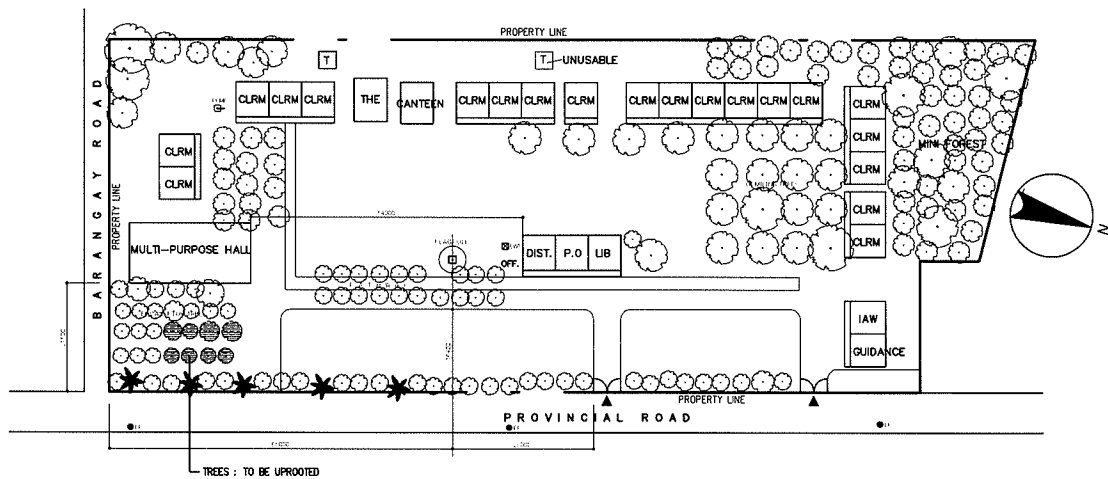 PROPERTY LINE
T
T
UNUSABLE
CLRM CLRM CLRM
THE
CANTEEN
CLRM CLRM CLRM
CLRM
CLRM CLRM CLRM CLRM CLRM CLRM
CLRM
CLRM
CLRM
MINI FOREST
CLRM
CLRM
CLRM
CLRM
BARANGAY ROAD
PROPERTY LINE
MULTI-PURPOSE HALL
OFF.
DIST. P.O LIB
N
IAW
GUIDANCE
PROPERTY LINE
PROVINCIAL ROAD
TREES : TO BE UPROOTED